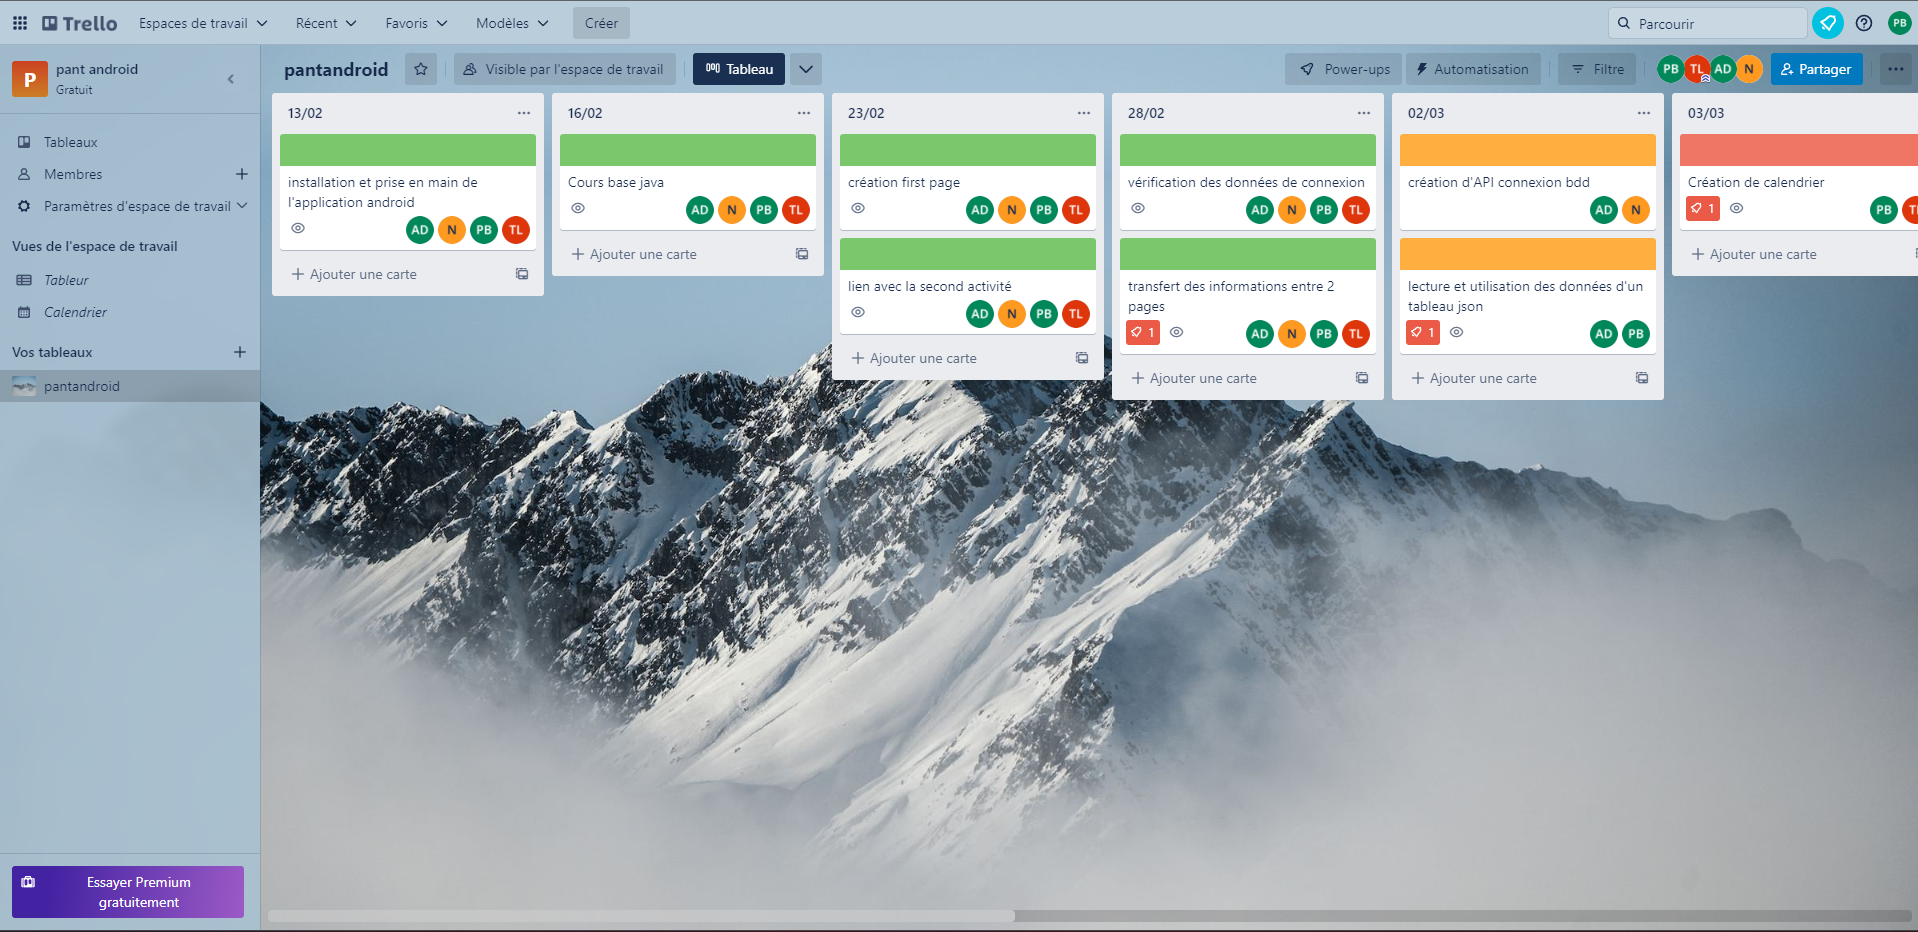 Trello Espaces de travail Récent Favoris Modèles Créer Parcourir PB
P pant android
Gratuit
pantandroid Visible par l'espace de travail Tableau Power-ups Automatisation Filtre PB TL AD N Partager
Tableaux
Membres
Paramètres d'espace de travail
Vues de l'espace de travail
Tableur
Calendrier
Vos tableaux
pantandroid
Essayer Premium
gratuitement
13/02
installation et prise en main de
l'application android
AD N PB TL
Ajouter une carte
16/02
Cours base java
AD N PB TL
Ajouter une carte
23/02
création first page
AD N PB TL
lien avec la second activité
AD N PB TL
Ajouter une carte
28/02
vérification des données de connexion
AD N PB TL
transfert des informations entre 2
pages
1 AD N PB TL
Ajouter une carte
02/03
création d'API connexion bdd
AD N
lecture et utilisation des données d'un
tableau json
1 AD PB
Ajouter une carte
03/03
Création de calendrier
1 PB
Ajouter une carte